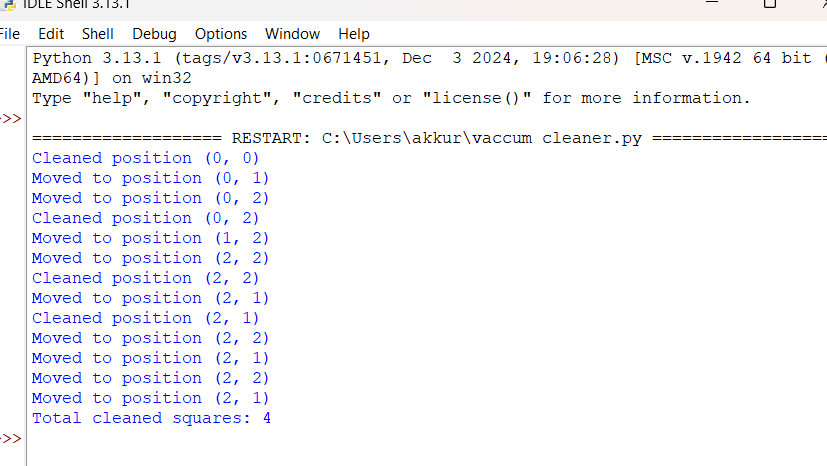 IDLE Shell 3.13.1
File Edit Shell Debug Options Window Help
Python 3.13.1 (tags/v3.13.1:0671451, Dec  3 2024, 19:06:28) [MSC v.1942 64 bit (
AMD64)] on win32
Type "help", "copyright", "credits" or "license()" for more information.
>>
=================== RESTART: C:\Users\akkur\vaccum cleaner.py ==================
Cleaned position (0, 0)
Moved to position (0, 1)
Moved to position (0, 2)
Cleaned position (0, 2)
Moved to position (1, 2)
Moved to position (2, 2)
Cleaned position (2, 2)
Moved to position (2, 1)
Cleaned position (2, 1)
Moved to position (2, 2)
Moved to position (2, 1)
Moved to position (2, 2)
Moved to position (2, 1)
Total cleaned squares: 4
>>